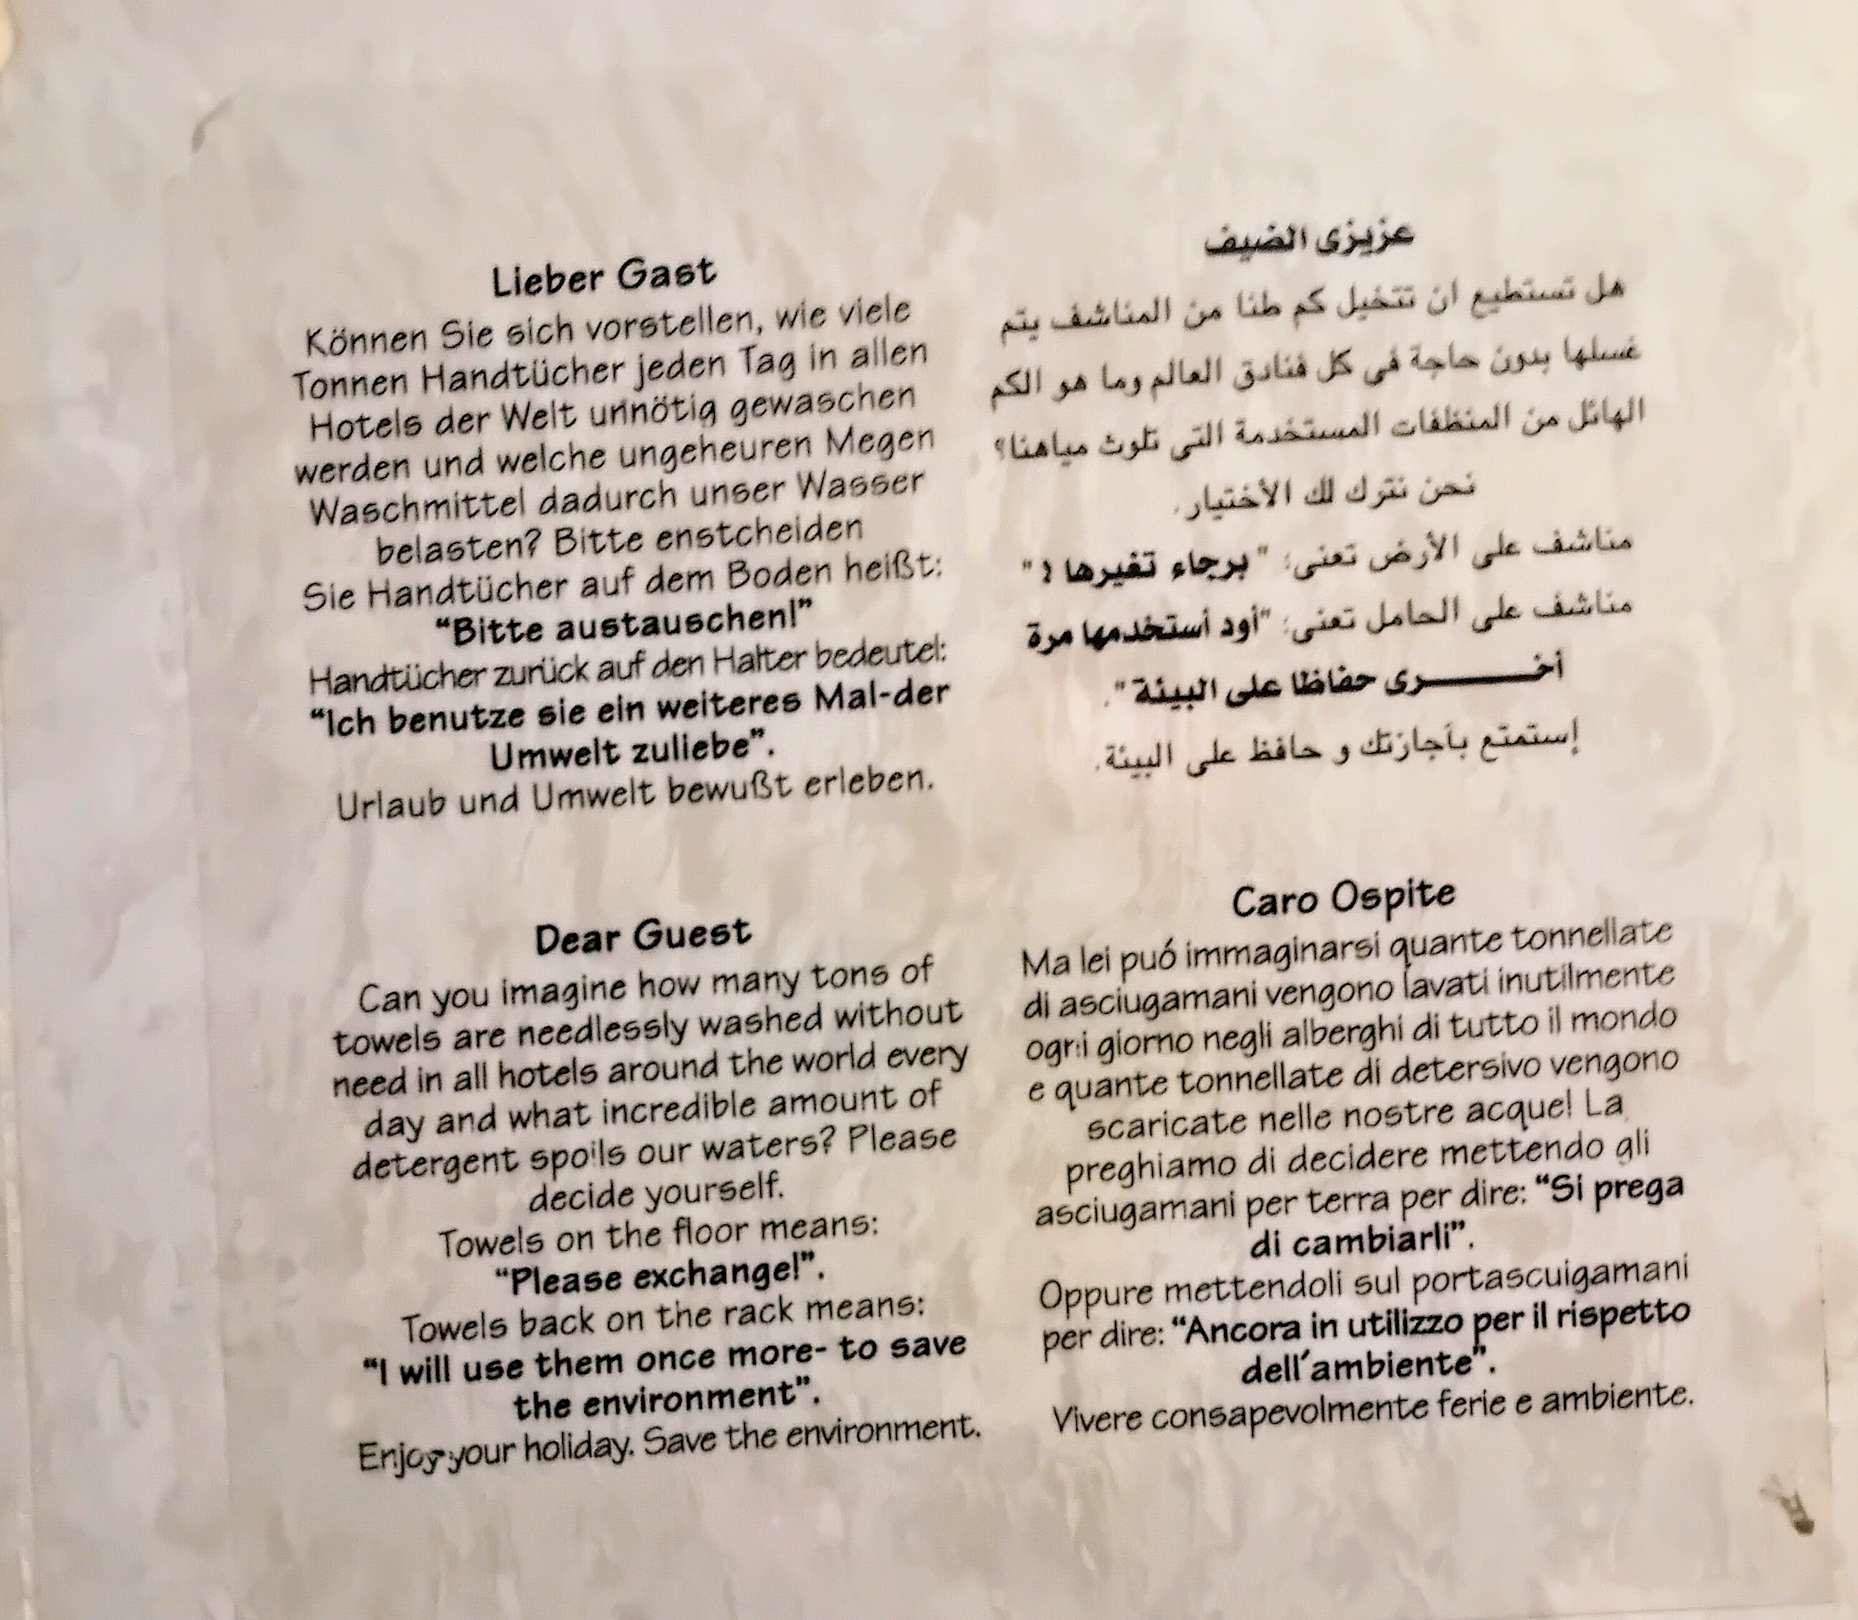 Lieber Gast
Können Sie sich vorstellen, wie viele
Tonnen Handtücher jeden Tag in allen
Hotels der Welt unnötig gewaschen
werden und welche ungeheuren Megen
Waschmittel dadurch unser Wasser
belasten? Bitte enstcheiden
Sie Handtücher auf dem Boden heißt:
“Bitte austauschen!”
Handtücher zurück auf den Halter bedeutel:
“Ich benutze sie ein weiteres Mal-der
Umwelt zuliebe”.
Urlaub und Umwelt bewußt erleben.
عزيزى الضيف
هل تستطيع ان تتخيل كم طنا من المناشف يتم
غسلها بدون حاجة فى كل فنادق العالم وما هو الكم
الهائل من المنظفات المستخدمة التى تلوث مياهنا؟
نحن نترك لك الأختيار.
مناشف على الأرض تعنى: "برجاء تغيرها ! "
مناشف على الحامل تعنى: "أود أستخدمها مرة
أخـــــرى حفاظا على البيئة ".
إستمتع بأجازتك و حافظ على البيئة.
Dear Guest
Can you imagine how many tons of
towels are needlessly washed without
need in all hotels around the world every
day and what incredible amount of
detergent spoils our waters? Please
decide yourself.
Towels on the floor means:
“Please exchange!”.
Towels back on the rack means:
“I will use them once more- to save
the environment”.
Enjoy your holiday. Save the environment.
Caro Ospite
Ma lei puó immaginarsi quante tonnellate
di asciugamani vengono lavati inutilmente
ogni giorno negli alberghi di tutto il mondo
e quante tonnellate di detersivo vengono
scaricate nelle nostre acque! La
preghiamo di decidere mettendo gli
asciugamani per terra per dire: “Si prega
di cambiarli”.
Oppure mettendoli sul portascuigamani
per dire: “Ancora in utilizzo per il rispetto
dell´ambiente”.
Vivere consapevolmente ferie e ambiente.